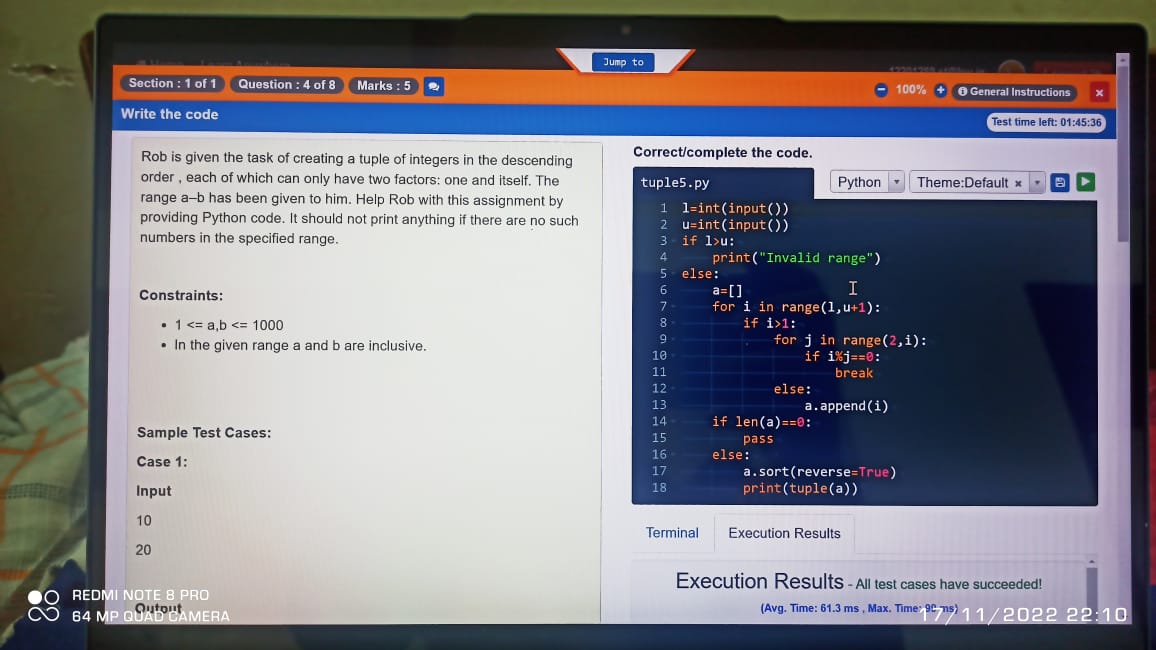 Jump to
Section : 1 of 1 Question : 4 of 8 Marks : 5
100% General Instructions x
Write the code
Test time left: 01:45:36
Rob is given the task of creating a tuple of integers in the descending
order , each of which can only have two factors: one and itself. The
range a–b has been given to him. Help Rob with this assignment by
providing Python code. It should not print anything if there are no such
numbers in the specified range.
Constraints:
• 1 <= a,b <= 1000
• In the given range a and b are inclusive.
Sample Test Cases:
Case 1:
Input
10
20
Output
Correct/complete the code.
tuple5.py Python Theme:Default ×
1 l=int(input())
2 u=int(input())
3 if l>u:
4 print("Invalid range")
5 else:
6 a=[]
7 for i in range(l,u+1):
8 if i>1:
9 for j in range(2,i):
10 if i%j==0:
11 break
12 else:
13 a.append(i)
14 if len(a)==0:
15 pass
16 else:
17 a.sort(reverse=True)
18 print(tuple(a))
Terminal Execution Results
Execution Results - All test cases have succeeded!
(Avg. Time: 61.3 ms , Max. Time: 90 ms)
REDMI NOTE 8 PRO
64 MP QUAD CAMERA
17/11/2022 22:10